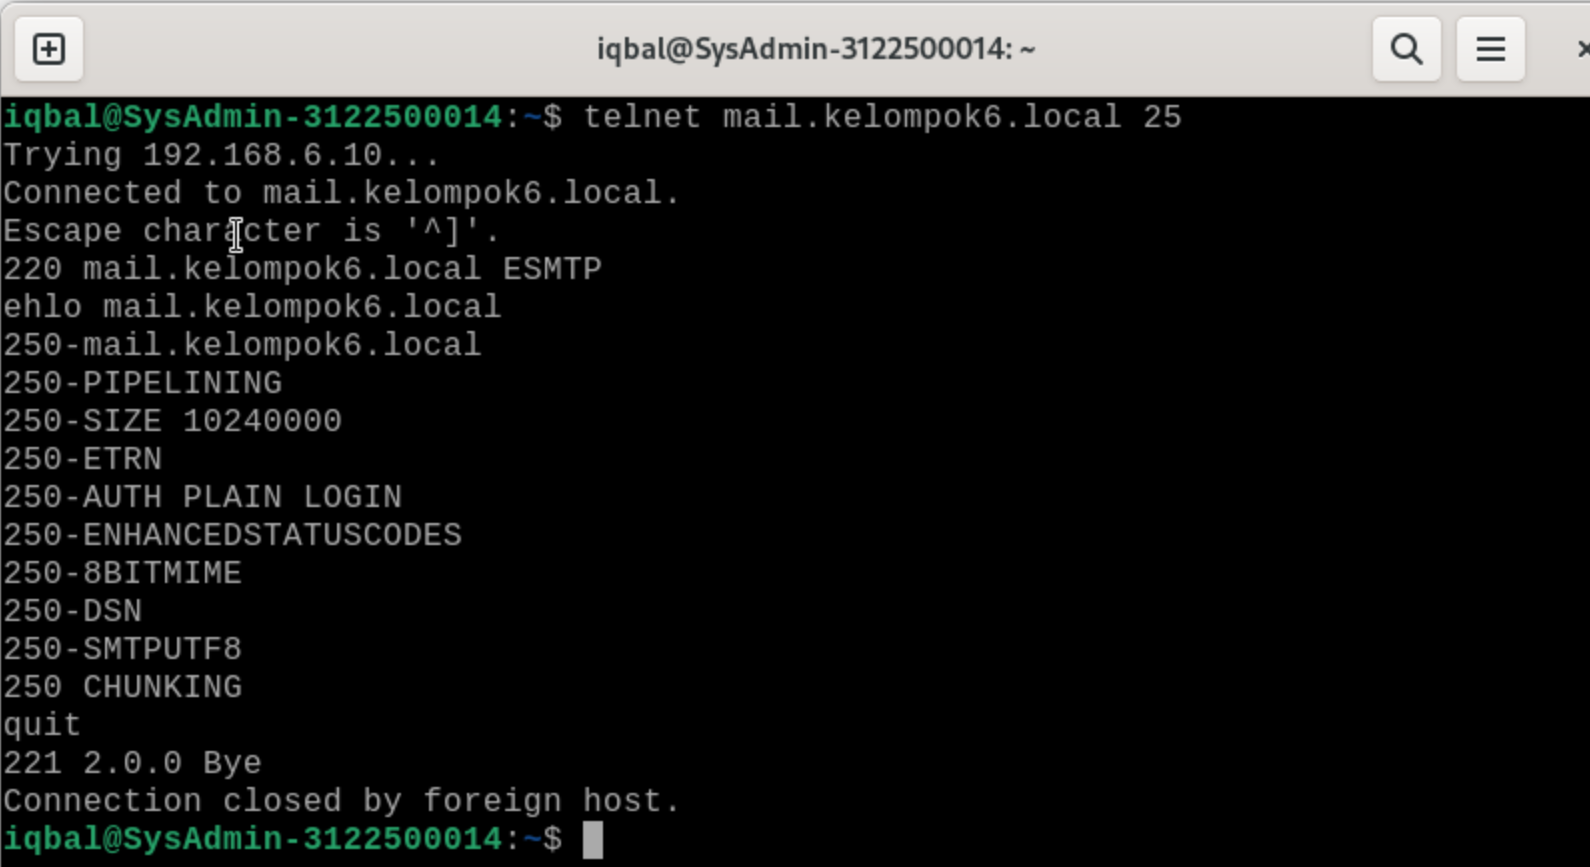 iqbal@SysAdmin-3122500014: ~
iqbal@SysAdmin-3122500014:~$ telnet mail.kelompok6.local 25
Trying 192.168.6.10...
Connected to mail.kelompok6.local.
Escape character is '^]'.
220 mail.kelompok6.local ESMTP
ehlo mail.kelompok6.local
250-mail.kelompok6.local
250-PIPELINING
250-SIZE 10240000
250-ETRN
250-AUTH PLAIN LOGIN
250-ENHANCEDSTATUSCODES
250-8BITMIME
250-DSN
250-SMTPUTF8
250 CHUNKING
quit
221 2.0.0 Bye
Connection closed by foreign host.
iqbal@SysAdmin-3122500014:~$